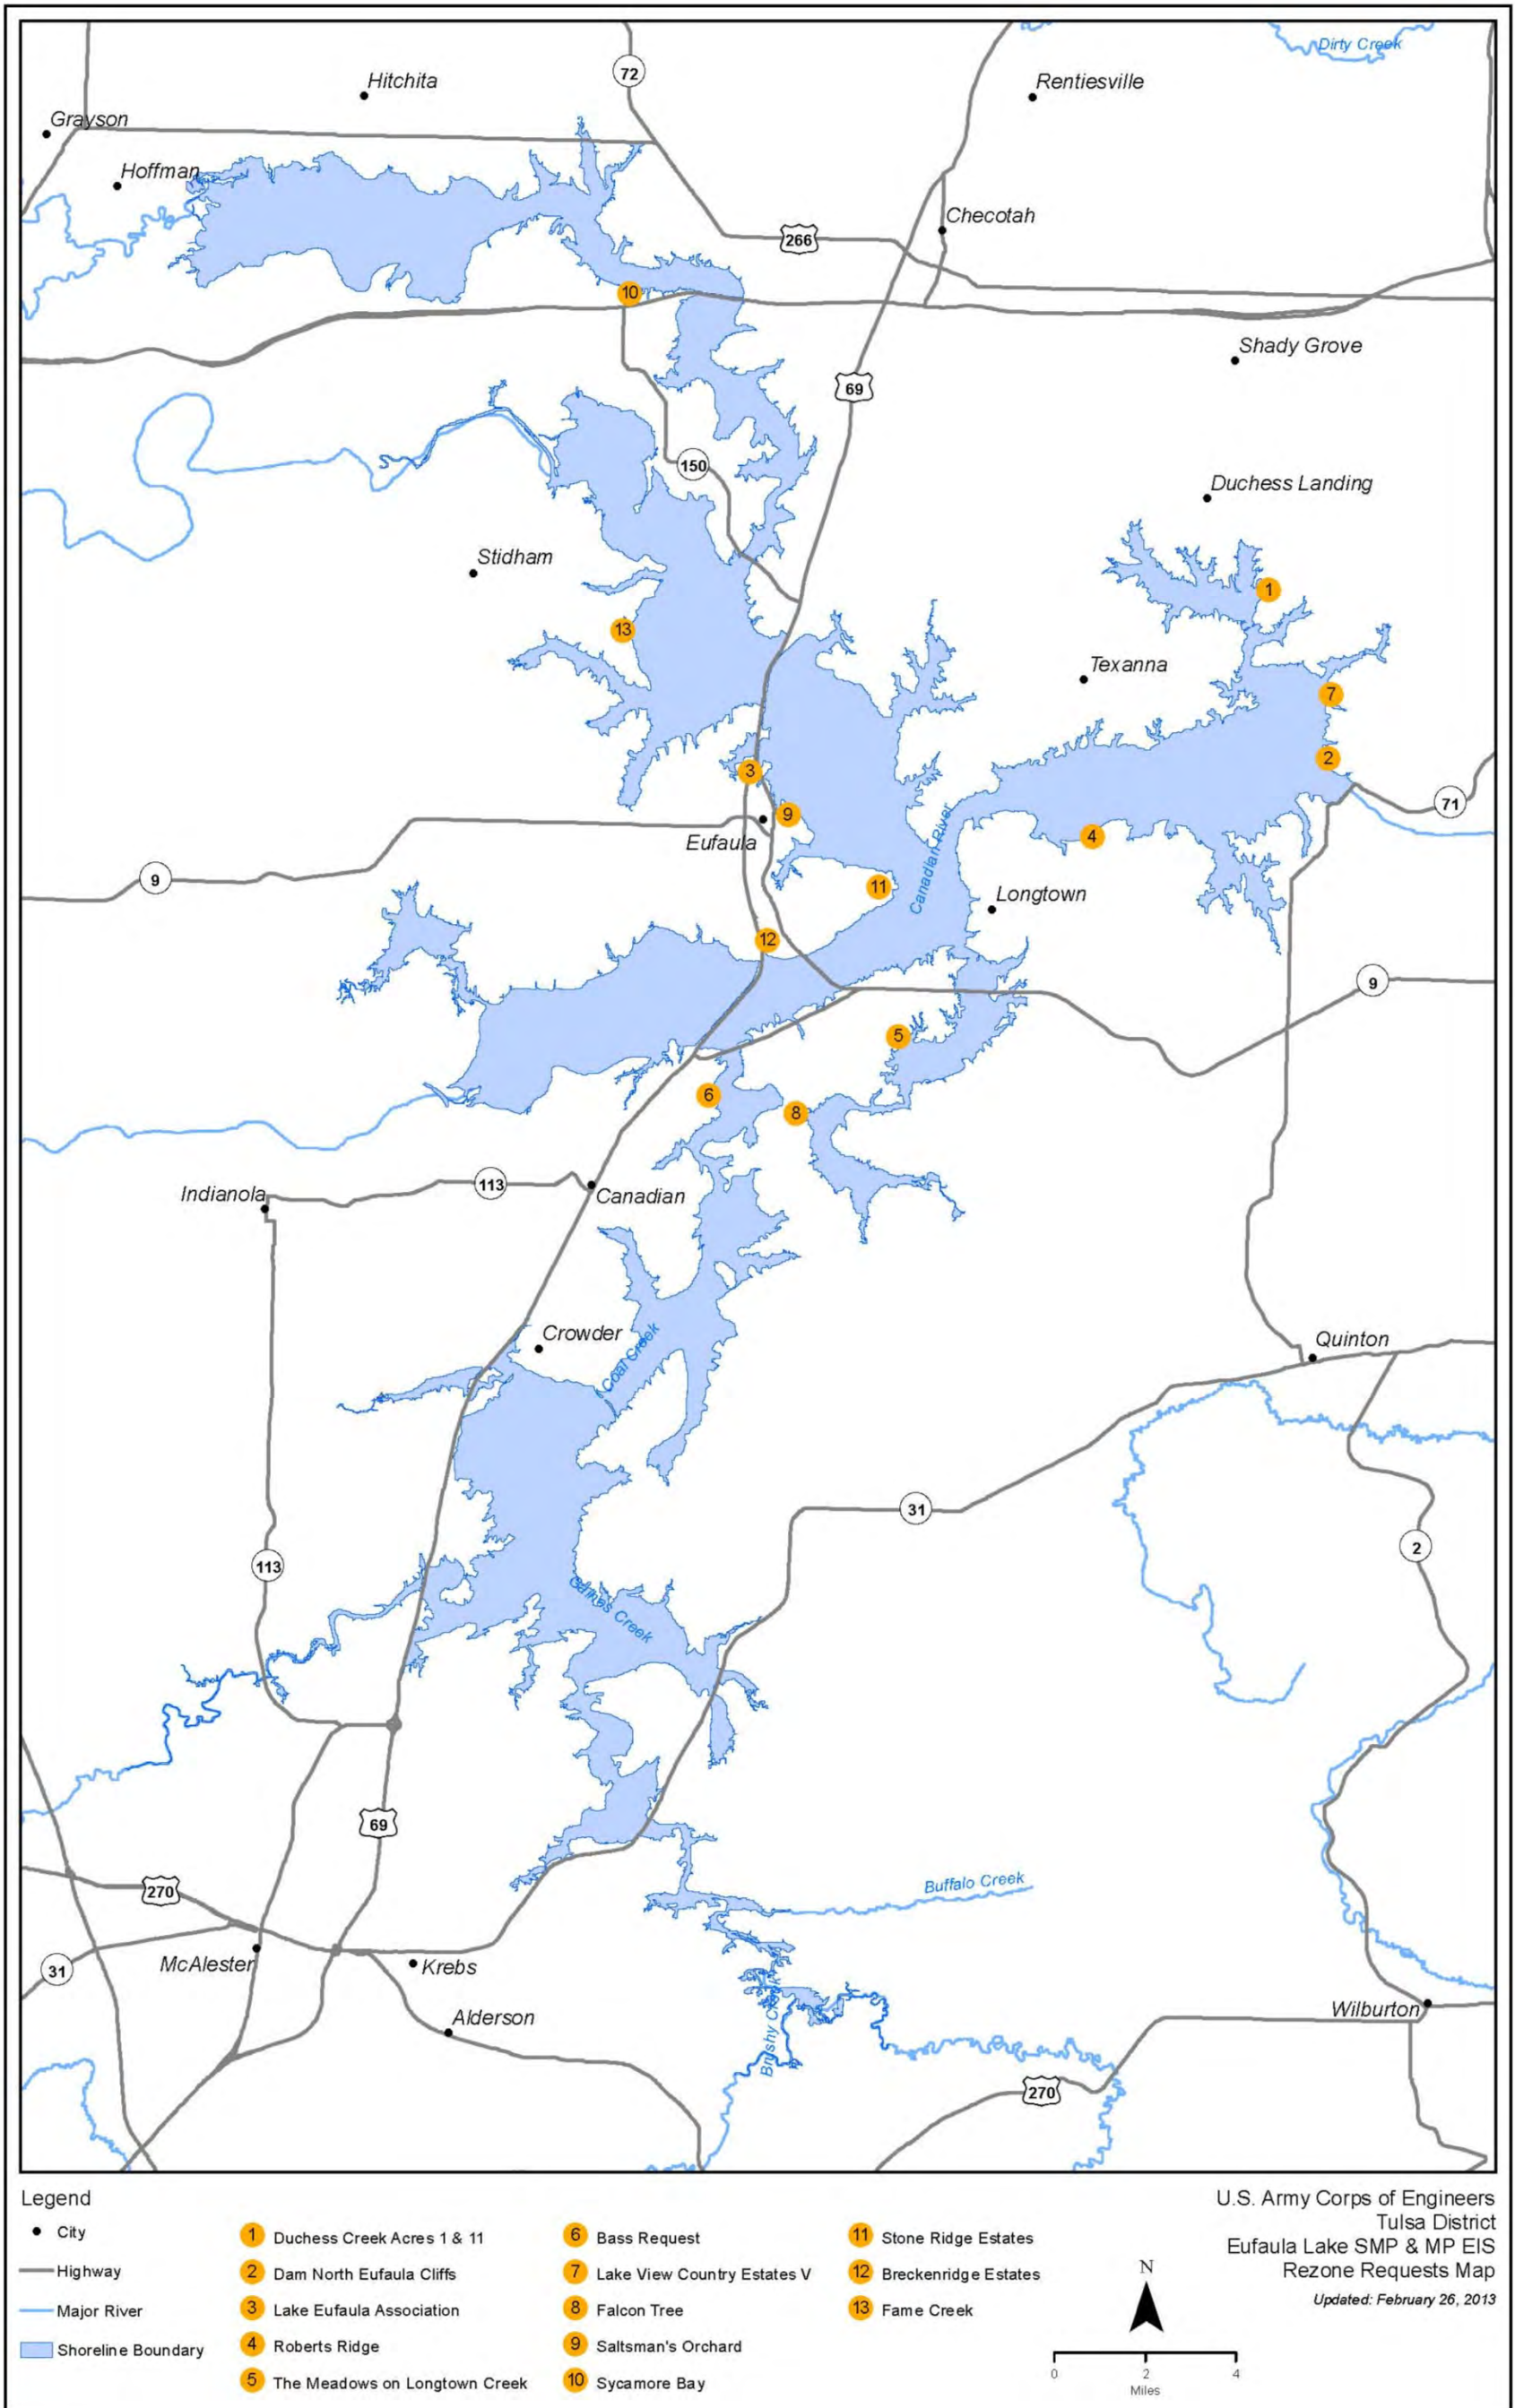 Dirty Creek
72
Hitchita
Rentiesville
Grayson
Hoffman
Checotah
266
10
Shady Grove
69
150
Duchess Landing
Stidham
1
13
Texanna
7
3
2
71
9
Eufaula
4
9
11
Canadian River
Longtown
12
9
5
6
8
Indianola
113
Canadian
Crowder
Coal Creek
Quinton
31
2
113
Gaines Creek
69
270
Buffalo Creek
31
McAlester
Krebs
Alderson
Brushy Creek
Wilburton
270
Legend
City
Highway
Major River
Shoreline Boundary
1 Duchess Creek Acres 1 & 11
2 Dam North Eufaula Cliffs
3 Lake Eufaula Association
4 Roberts Ridge
5 The Meadows on Longtown Creek
6 Bass Request
7 Lake View Country Estates V
8 Falcon Tree
9 Saltsman's Orchard
10 Sycamore Bay
11 Stone Ridge Estates
12 Breckenridge Estates
13 Fame Creek
N
0 2 4
Miles
U.S. Army Corps of Engineers
Tulsa District
Eufaula Lake SMP & MP EIS
Rezone Requests Map
Updated: February 26, 2013